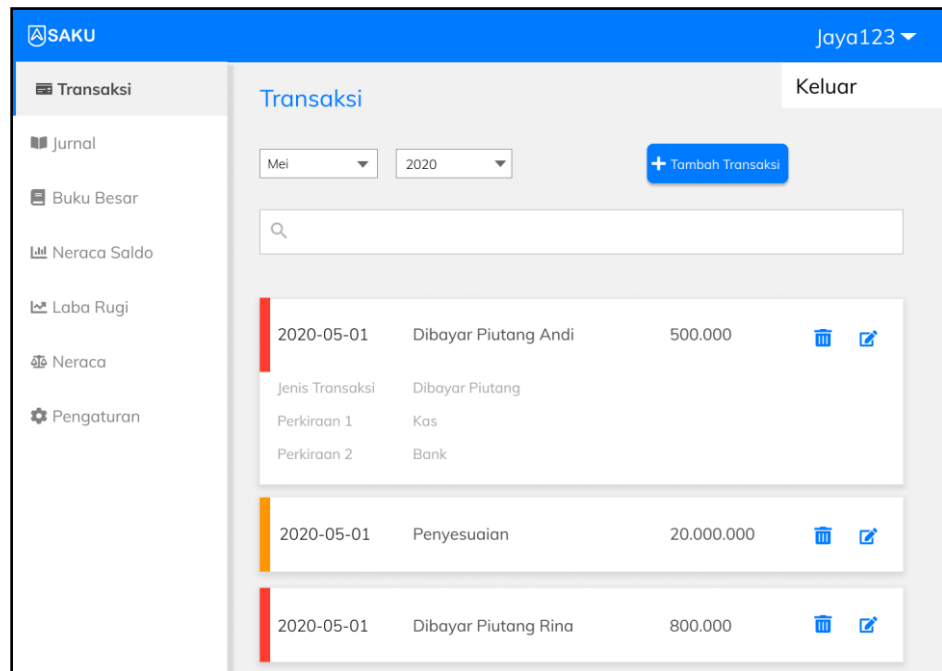 SAKU
Jaya123
Keluar
Transaksi
Jurnal
Buku Besar
Neraca Saldo
Laba Rugi
Neraca
Pengaturan
Transaksi
Mei 2020 Tambah Transaksi
2020-05-01 Dibayar Piutang Andi 500.000
Jenis Transaksi Dibayar Piutang
Perkiraan 1 Kas
Perkiraan 2 Bank
2020-05-01 Penyesuaian 20.000.000
2020-05-01 Dibayar Piutang Rina 800.000